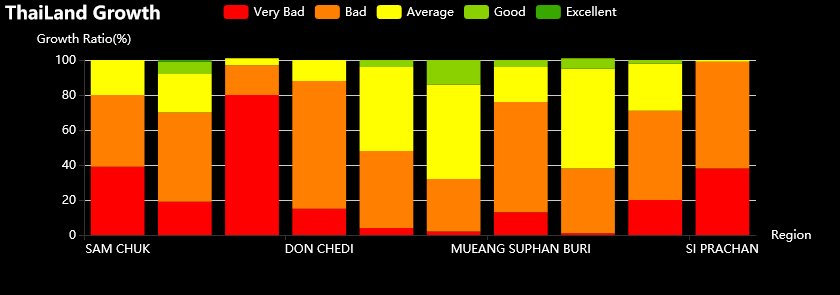 ThaiLand Growth
Very Bad Bad Average Good Excellent
Growth Ratio(%)
100
80
60
40
20
0
SAM CHUK DON CHEDI MUEANG SUPHAN BURI SI PRACHAN
Region